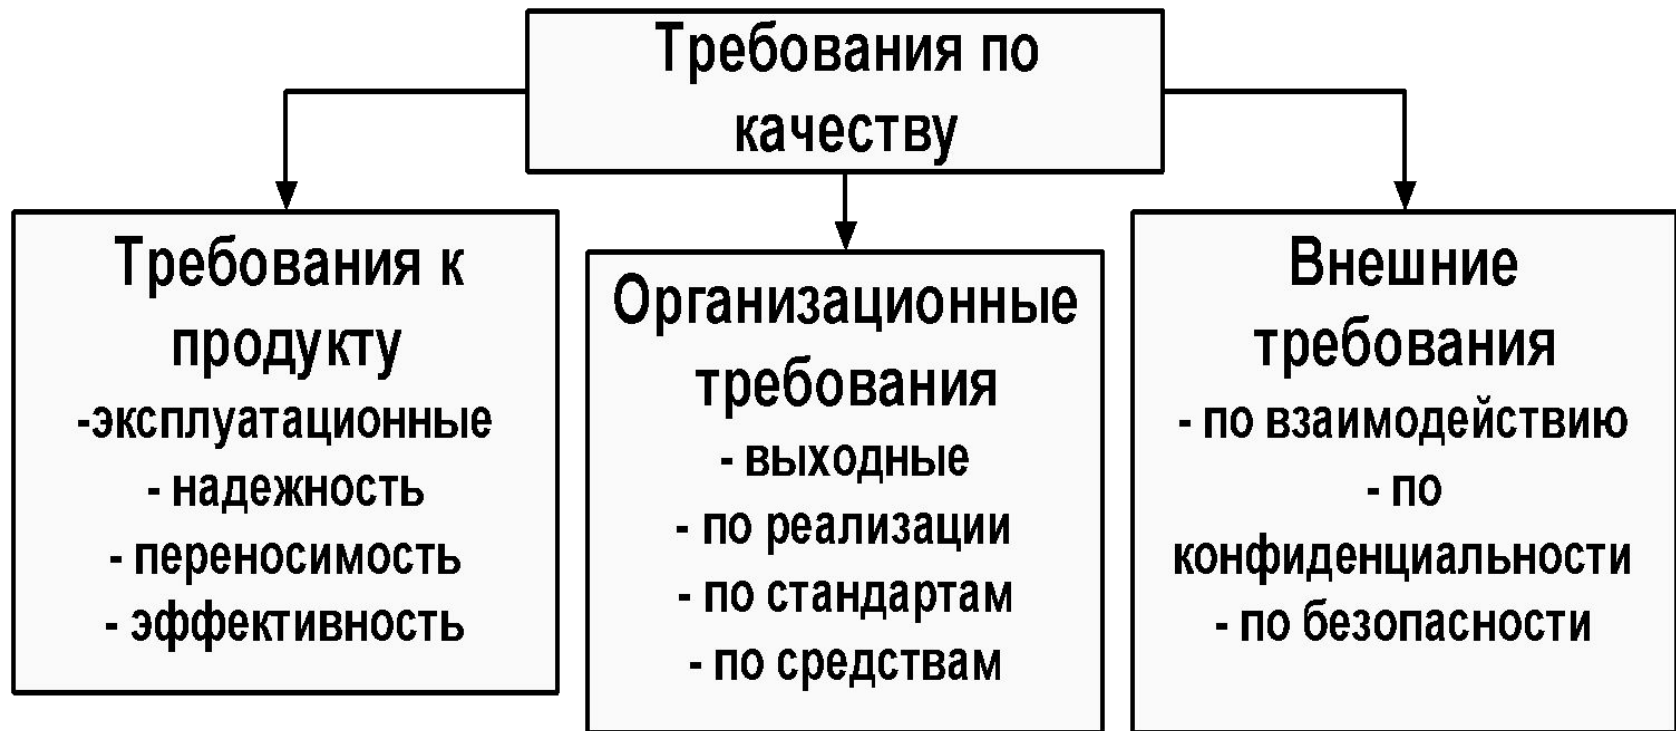 Требования по
качеству
Требования к
продукту
-эксплуатационные
- надежность
- переносимость
- эффективность
Организационные
требования
- выходные
- по реализации
- по стандартам
- по средствам
Внешние
требования
- по взаимодействию
- по
конфиденциальности
- по безопасности